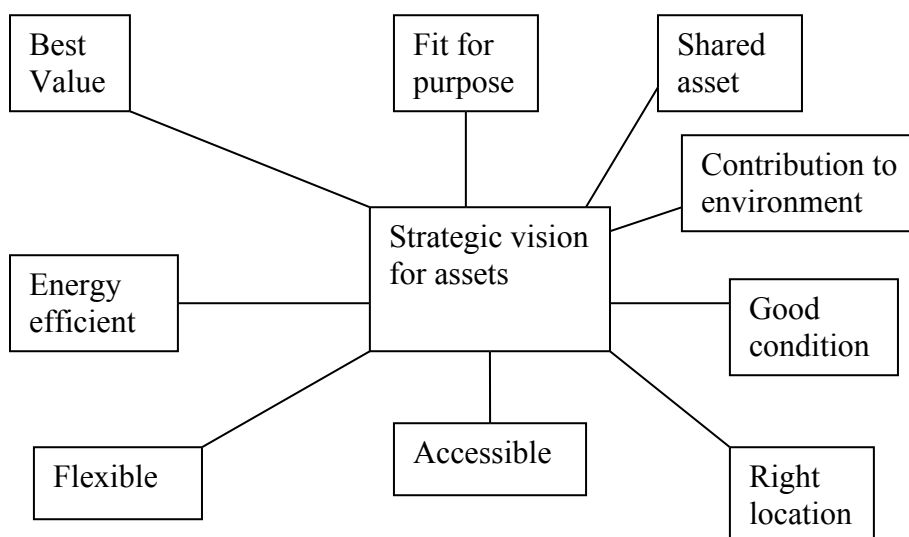 Best
Value
Fit for
purpose
Shared
asset
Contribution to
environment
Strategic vision
for assets
Energy
efficient
Good
condition
Flexible
Accessible
Right
location